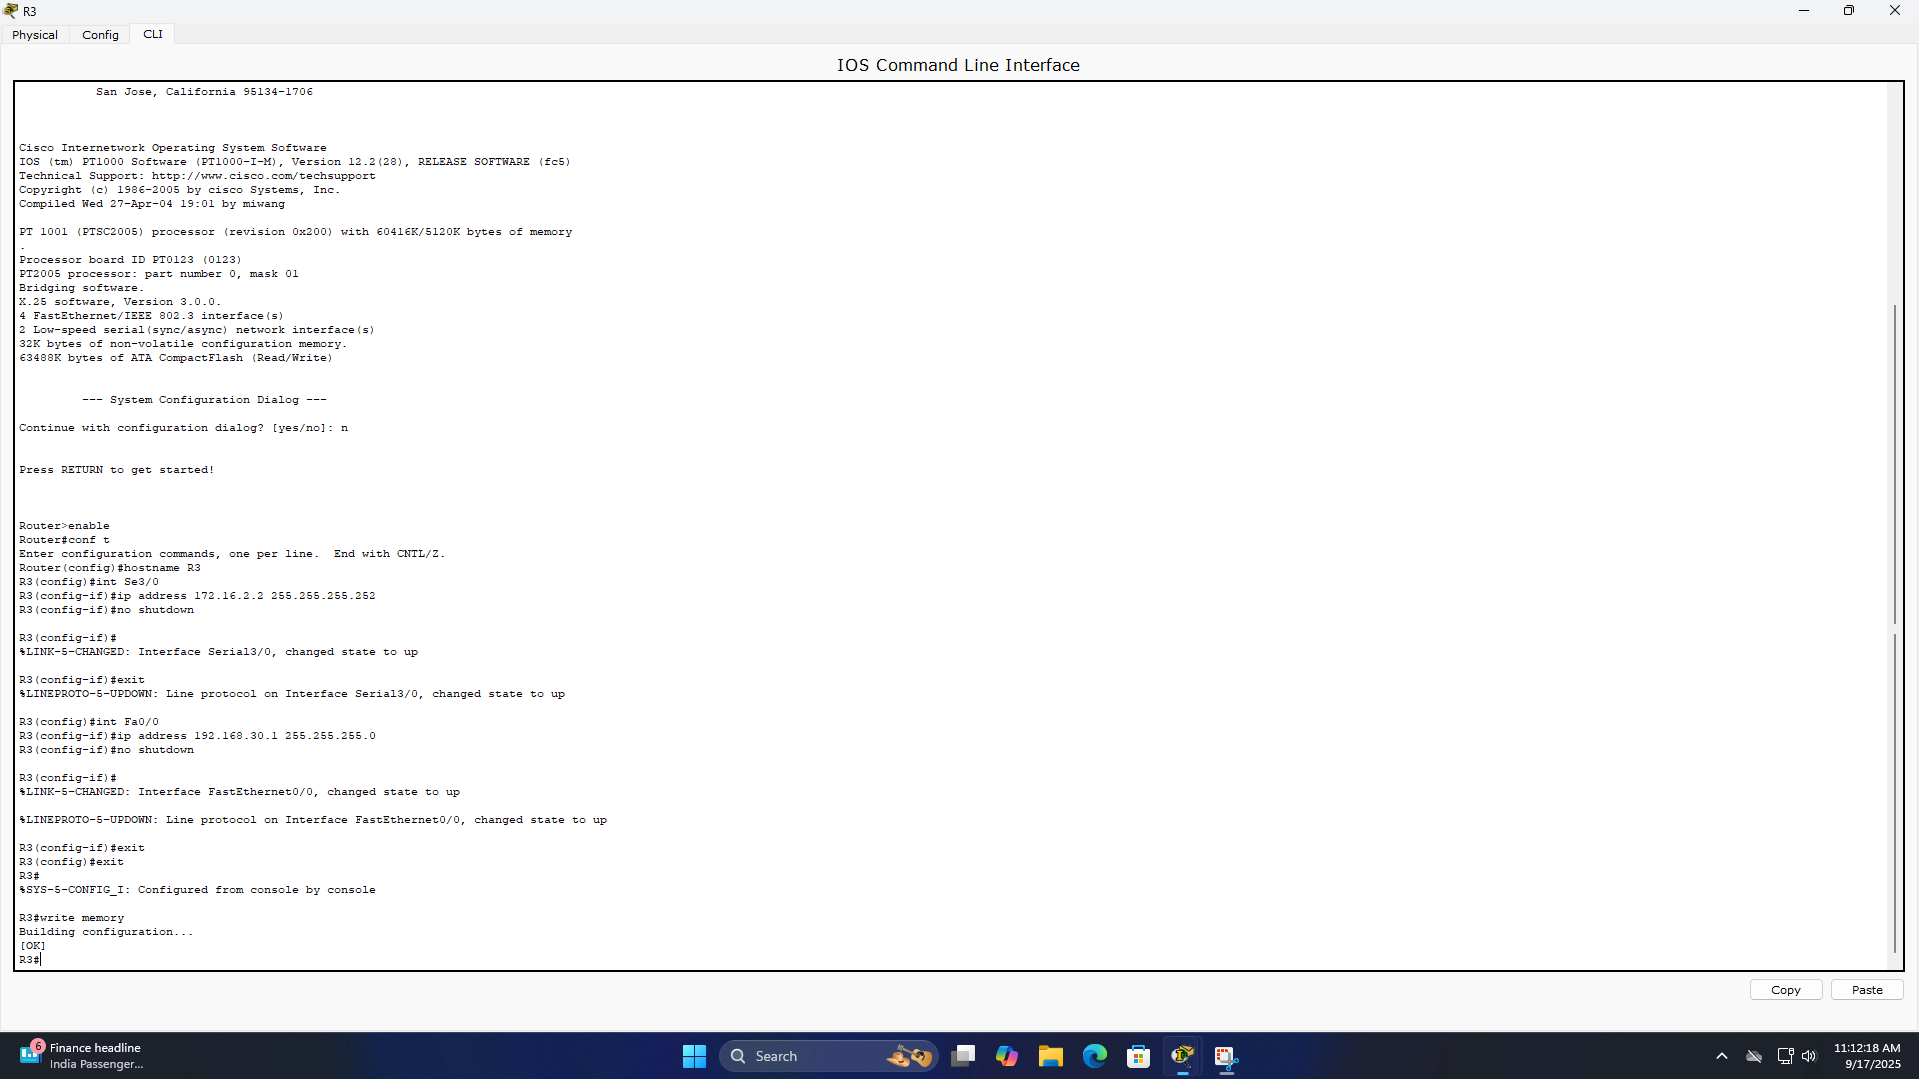 R3
Physical
Config
CLI
IOS Command Line Interface
San Jose, California 95134-1706
Cisco Internetwork Operating System Software
IOS (tm) PT1000 Software (PT1000-I-M), Version 12.2(28), RELEASE SOFTWARE (fc5)
Technical Support: http://www.cisco.com/techsupport
Copyright (c) 1986-2005 by cisco Systems, Inc.
Compiled Wed 27-Apr-04 19:01 by miwang
PT 1001 (PTSC2005) processor (revision 0x200) with 60416K/5120K bytes of memory
.
Processor board ID PT0123 (0123)
PT2005 processor: part number 0, mask 01
Bridging software.
X.25 software, Version 3.0.0.
4 FastEthernet/IEEE 802.3 interface(s)
2 Low-speed serial(sync/async) network interface(s)
32K bytes of non-volatile configuration memory.
63488K bytes of ATA CompactFlash (Read/Write)
--- System Configuration Dialog ---
Continue with configuration dialog? [yes/no]: n
Press RETURN to get started!
Router>enable
Router#conf t
Enter configuration commands, one per line.  End with CNTL/Z.
Router(config)#hostname R3
R3(config)#int Se3/0
R3(config-if)#ip address 172.16.2.2 255.255.255.252
R3(config-if)#no shutdown
R3(config-if)#
%LINK-5-CHANGED: Interface Serial3/0, changed state to up
R3(config-if)#exit
%LINEPROTO-5-UPDOWN: Line protocol on Interface Serial3/0, changed state to up
R3(config)#int Fa0/0
R3(config-if)#ip address 192.168.30.1 255.255.255.0
R3(config-if)#no shutdown
R3(config-if)#
%LINK-5-CHANGED: Interface FastEthernet0/0, changed state to up
%LINEPROTO-5-UPDOWN: Line protocol on Interface FastEthernet0/0, changed state to up
R3(config-if)#exit
R3(config)#exit
R3#
%SYS-5-CONFIG_I: Configured from console by console
R3#write memory
Building configuration...
[OK]
R3#
Copy
Paste
6
Finance headline
India Passenger...
Search
11:12:18 AM
9/17/2025